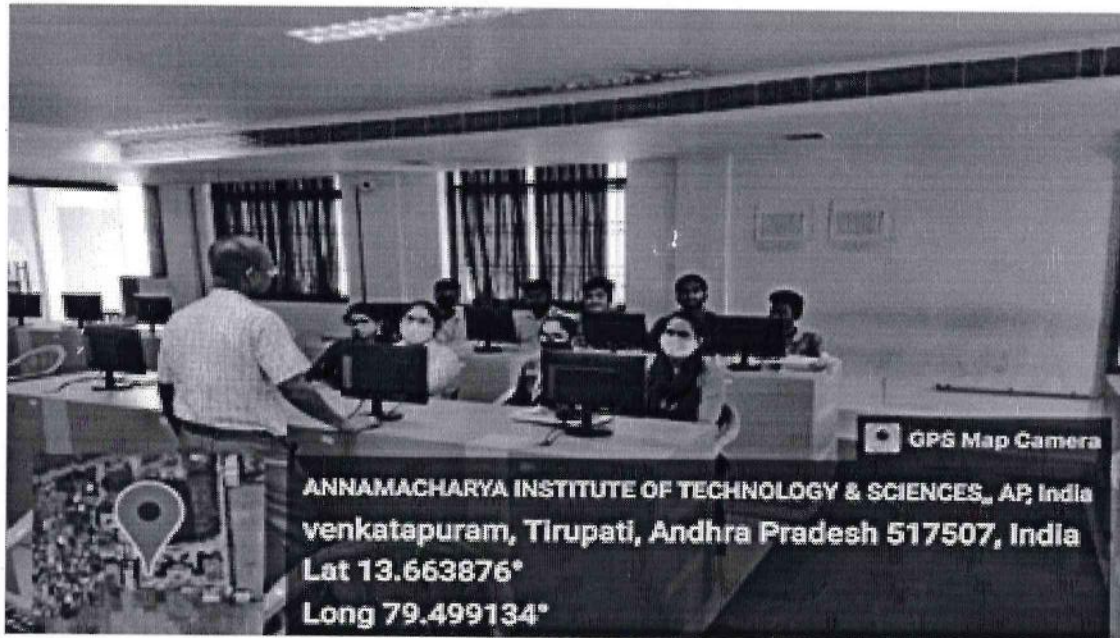 GPS Map Camera
ANNAMACHARYA INSTITUTE OF TECHNOLOGY & SCIENCES,, AP, India
venkatapuram, Tirupati, Andhra Pradesh 517507, India
Lat 13.663876°
Long 79.499134°